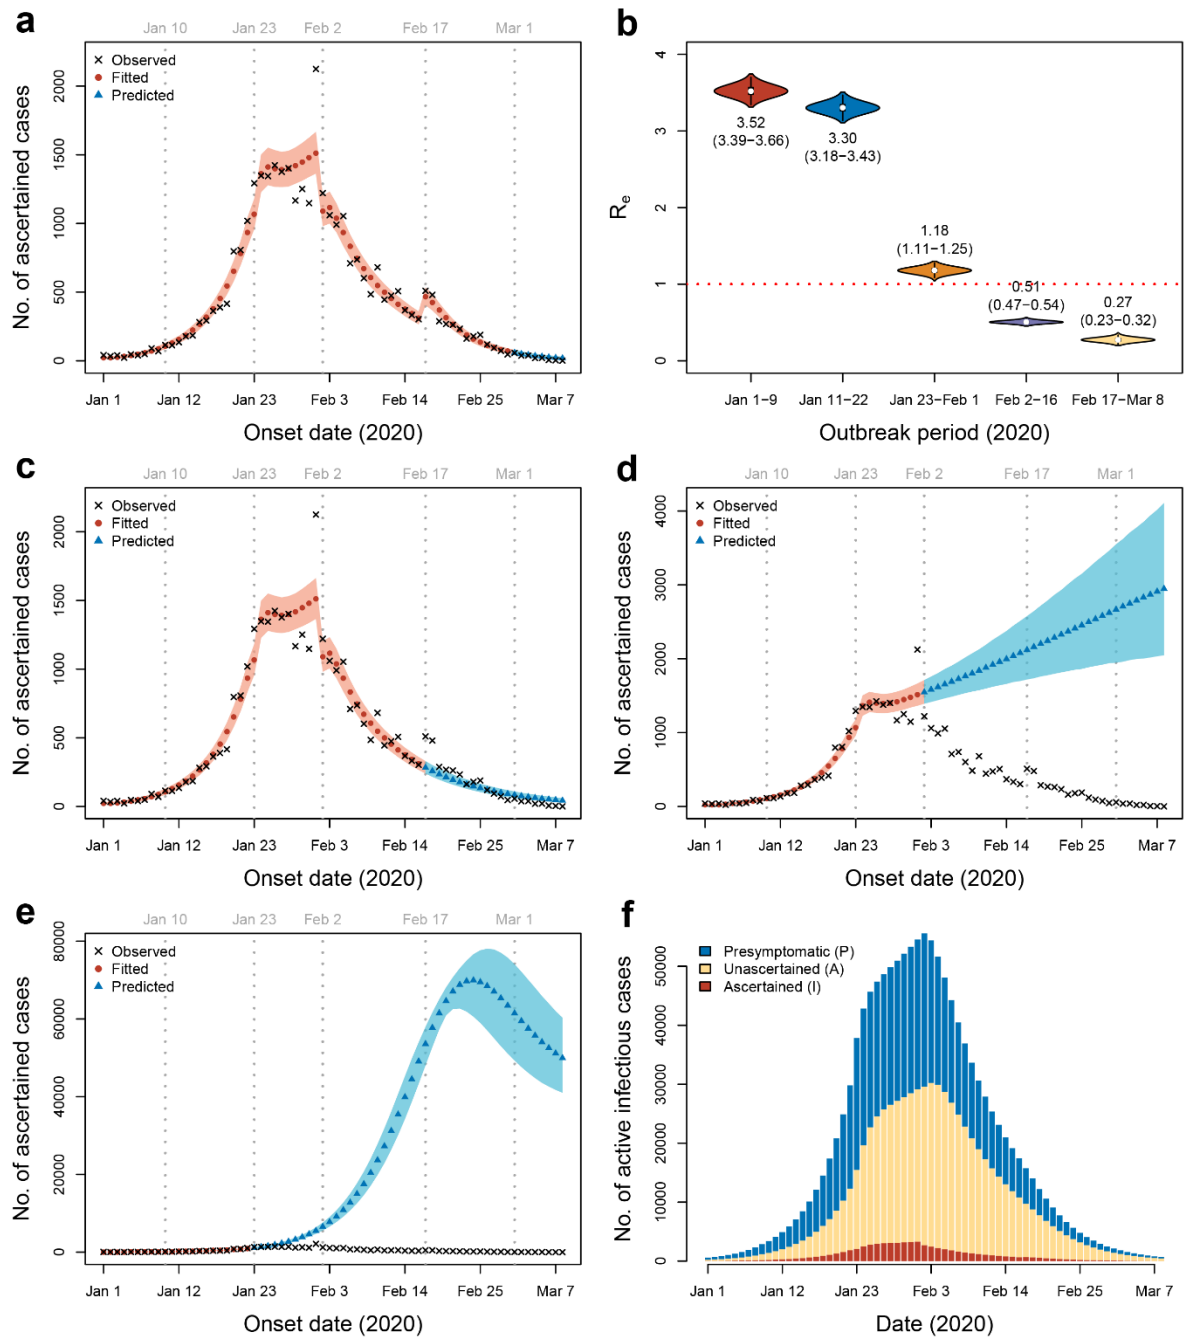 a
Jan 10 Jan 23 Feb 2 Feb 17 Mar 1
Observed
Fitted
Predicted
No. of ascertained cases
2000
1500
1000
500
0
Jan 1 Jan 12 Jan 23 Feb 3 Feb 14 Feb 25 Mar 7
Onset date (2020)
b
Re
4
3
2
1
0
3.52
(3.39−3.66)
3.30
(3.18−3.43)
1.18
(1.11−1.25)
0.51
(0.47−0.54)
0.27
(0.23−0.32)
Jan 1−9 Jan 11−22 Jan 23−Feb 1 Feb 2−16 Feb 17−Mar 8
Outbreak period (2020)
c
Jan 10 Jan 23 Feb 2 Feb 17 Mar 1
Observed
Fitted
Predicted
No. of ascertained cases
2000
1500
1000
500
0
Jan 1 Jan 12 Jan 23 Feb 3 Feb 14 Feb 25 Mar 7
Onset date (2020)
d
Jan 10 Jan 23 Feb 2 Feb 17 Mar 1
Observed
Fitted
Predicted
No. of ascertained cases
4000
3000
2000
1000
0
Jan 1 Jan 12 Jan 23 Feb 3 Feb 14 Feb 25 Mar 7
Onset date (2020)
e
Jan 10 Jan 23 Feb 2 Feb 17 Mar 1
Observed
Fitted
Predicted
No. of ascertained cases
80000
60000
40000
20000
0
Jan 1 Jan 12 Jan 23 Feb 3 Feb 14 Feb 25 Mar 7
Onset date (2020)
f
Presymptomatic (P)
Unascertained (A)
Ascertained (I)
No. of active infectious cases
50000
40000
30000
20000
10000
0
Jan 1 Jan 12 Jan 23 Feb 3 Feb 14 Feb 25 Mar 7
Date (2020)